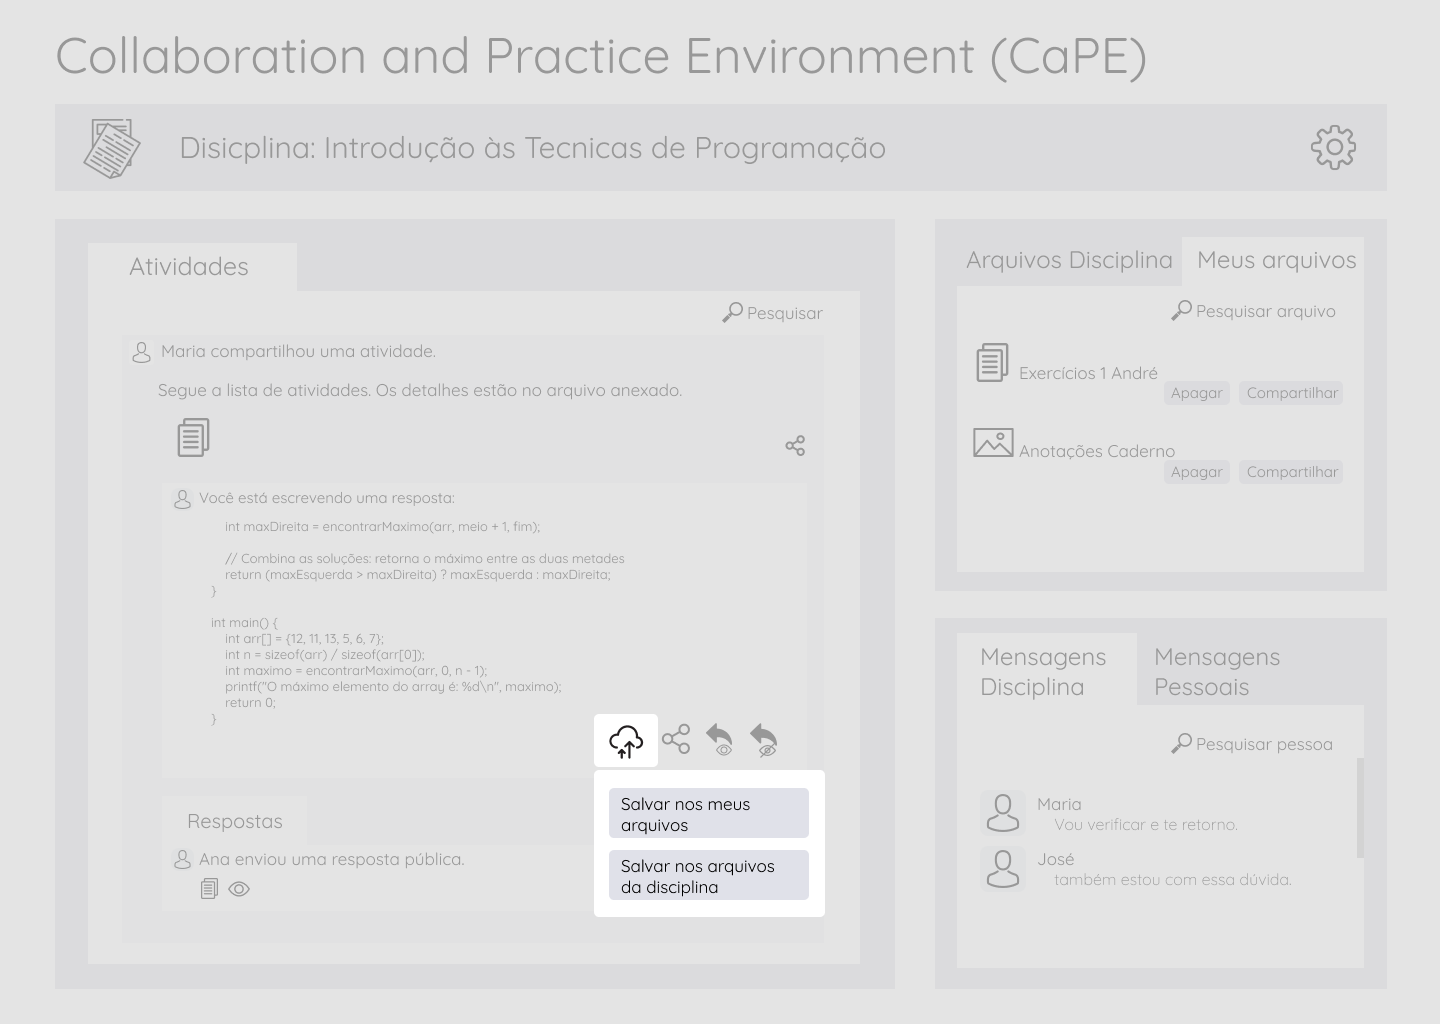 Collaboration and Practice Environment (CaPE)
Disicplina: Introdução às Tecnicas de Programação
Atividades
Pesquisar
Maria compartilhou uma atividade.
Segue a lista de atividades. Os detalhes estão no arquivo anexado.
Você está escrevendo uma resposta:
int maxDireita = encontrarMaximo(arr, meio + 1, fim);
// Combina as soluções: retorna o máximo entre as duas metades
return (maxEsquerda > maxDireita) ? maxEsquerda : maxDireita;
}
int main() {
int arr[] = {12, 11, 13, 5, 6, 7};
int n = sizeof(arr) / sizeof(arr[0]);
int maximo = encontrarMaximo(arr, 0, n - 1);
printf("O máximo elemento do array é: %d\n", maximo);
return 0;
}
Salvar nos meus
arquivos
Salvar nos arquivos
da disciplina
Respostas
Ana enviou uma resposta pública.
Arquivos Disciplina
Meus arquivos
Pesquisar arquivo
Exercícios 1 André
Apagar
Compartilhar
Anotações Caderno
Apagar
Compartilhar
Mensagens
Disciplina
Mensagens
Pessoais
Pesquisar pessoa
Maria
Vou verificar e te retorno.
José
também estou com essa dúvida.